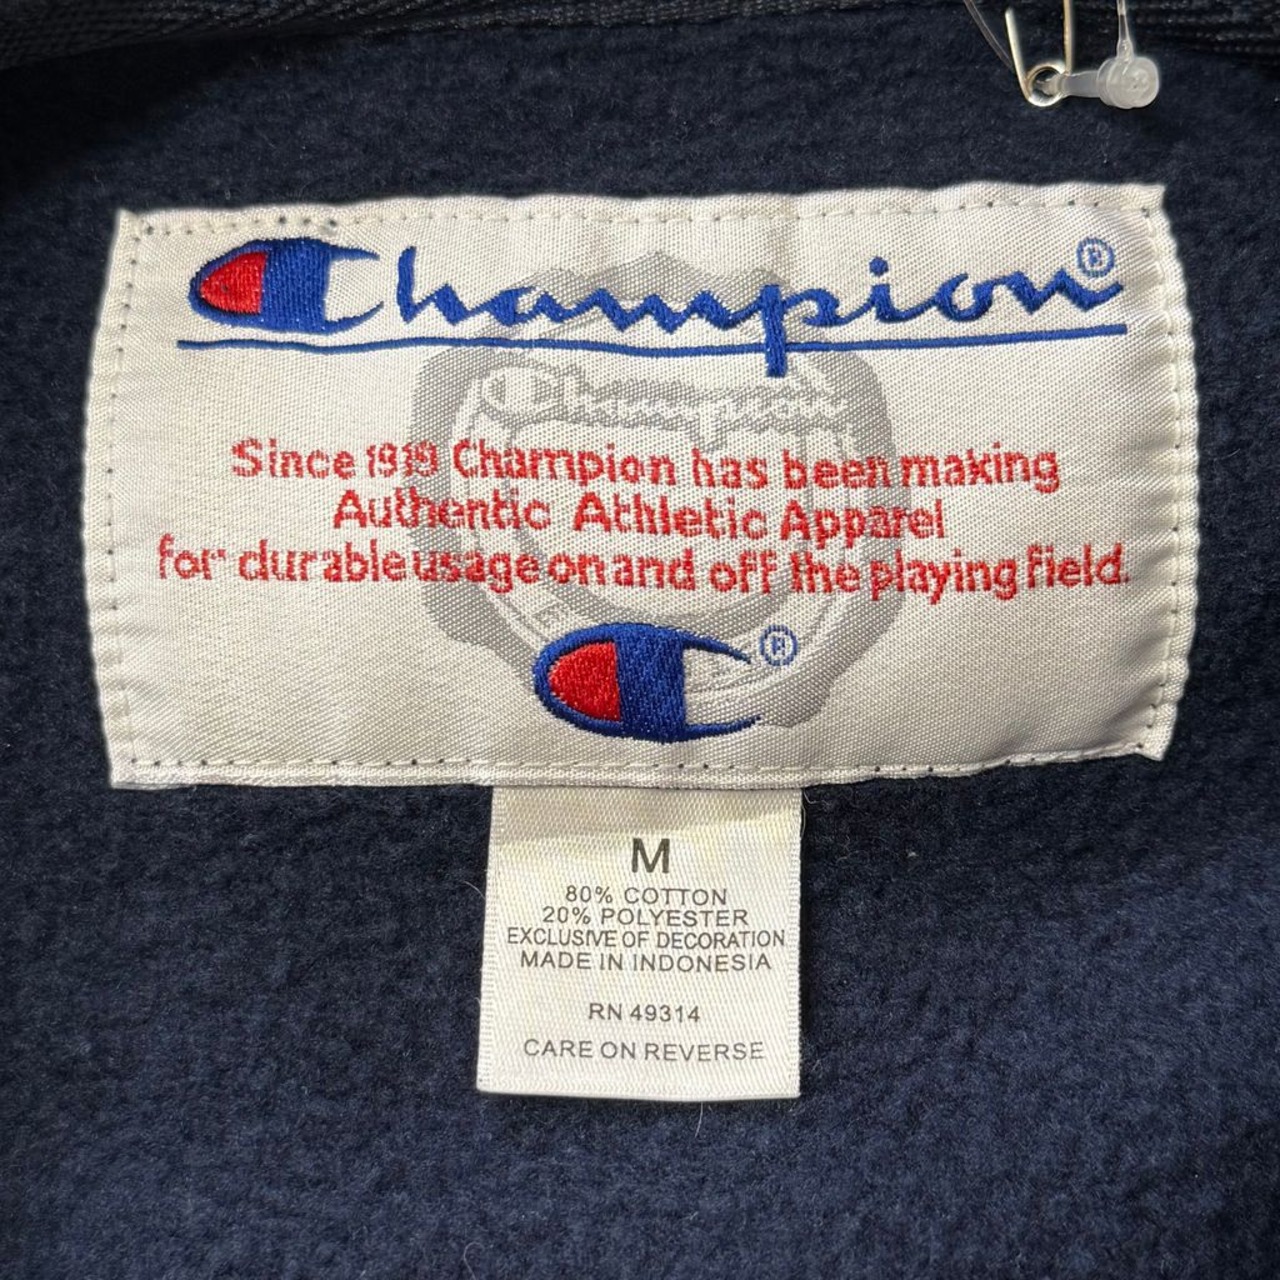 Champion®
Champion
Since 1919 Champion has been making
Authentic Athletic Apparel
for durable usage on and off the playing field.
E
®
M
80% COTTON
20% POLYESTER
EXCLUSIVE OF DECORATION
MADE IN INDONESIA
RN 49314
CARE ON REVERSE